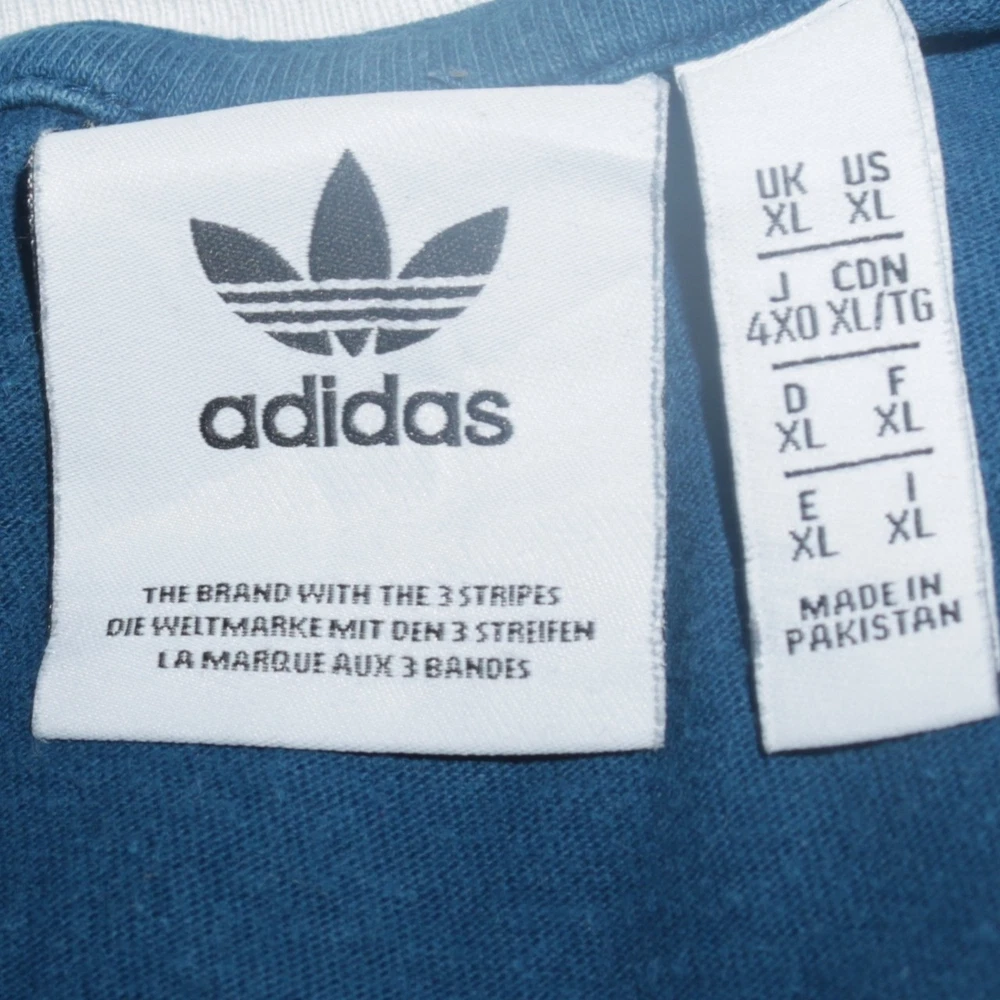 adidas
THE BRAND WITH THE 3 STRIPES
DIE WELTMARKE MIT DEN 3 STREIFEN
LA MARQUE AUX 3 BANDES
UK US
XL XL
J CDN
4XO XL/TG
D F
XL XL
E I
XL XL
MADE IN
PAKISTAN